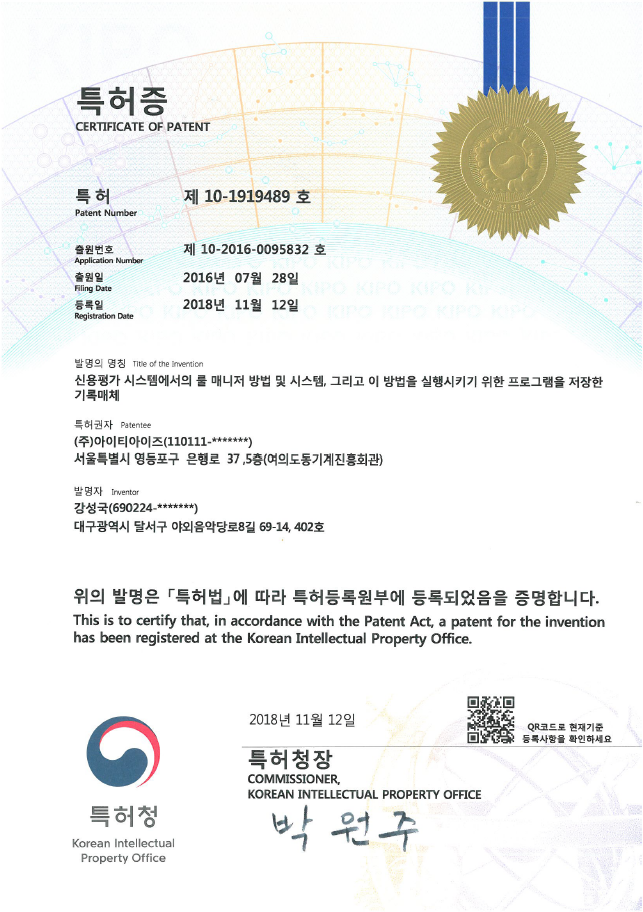 특허증
CERTIFICATE OF PATENT
특허 제 10-1919489 호
Patent Number
출원번호 제 10-2016-0095832 호
Application Number
출원일 2016년 07월 28일
Filing Date
등록일 2018년 11월 12일
Registration Date
발명의 명칭 Title of the Invention
신용평가 시스템에서의 룰 매니저 방법 및 시스템, 그리고 이 방법을 실행시키기 위한 프로그램을 저장한
기록매체
특허권자 Patentee
(주)아이티아이즈(110111-*******)
서울특별시 영등포구 은행로 37 ,5층(여의도동기계진흥회관)
발명자 Inventor
강성국(690224-*******)
대구광역시 달서구 야외음악당로8길 69-14, 402호
위의 발명은 「특허법」에 따라 특허등록원부에 등록되었음을 증명합니다.
This is to certify that, in accordance with the Patent Act, a patent for the invention
has been registered at the Korean Intellectual Property Office.
2018년 11월 12일
QR코드로 현재기준
등록사항을 확인하세요
특허청장
COMMISSIONER,
KOREAN INTELLECTUAL PROPERTY OFFICE
박원주
특허청
Korean Intellectual
Property Office